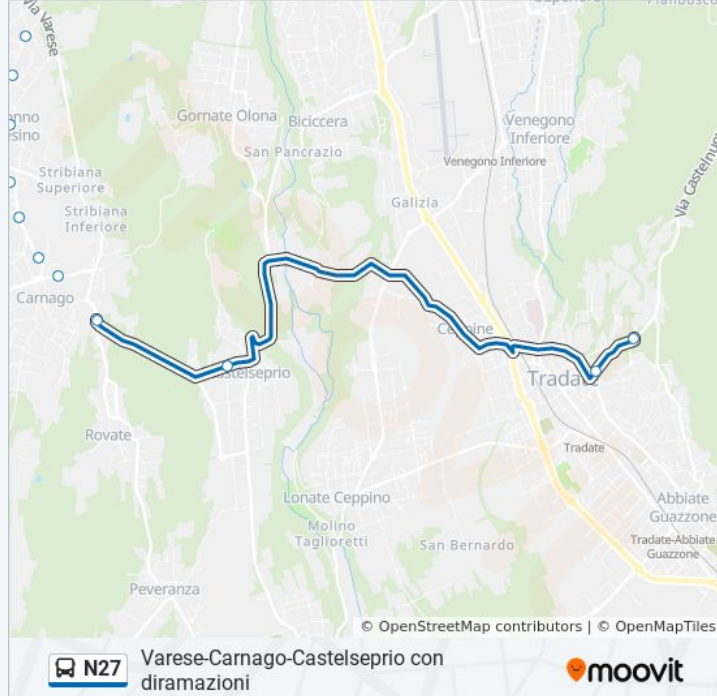 Via Varese
Gornate Olona
Biciccera
Venegono
Inferiore
San Pancrazio
Venegono Inferiore
Stribiana
Superiore
Via Castelnuo
Galizia
Stribiana
Inferiore
Carnago
Castelseprio
Tradate
Rovate
Tradate
Lonate Ceppino
Abbiate
Guazzone
Molino
Taglioretti
San Bernardo
Tradate-Abbiate
Guazzone
Peveranza
© OpenStreetMap contributors | © OpenMapTiles
N27
Varese-Carnago-Castelseprio con
diramazioni
moovit